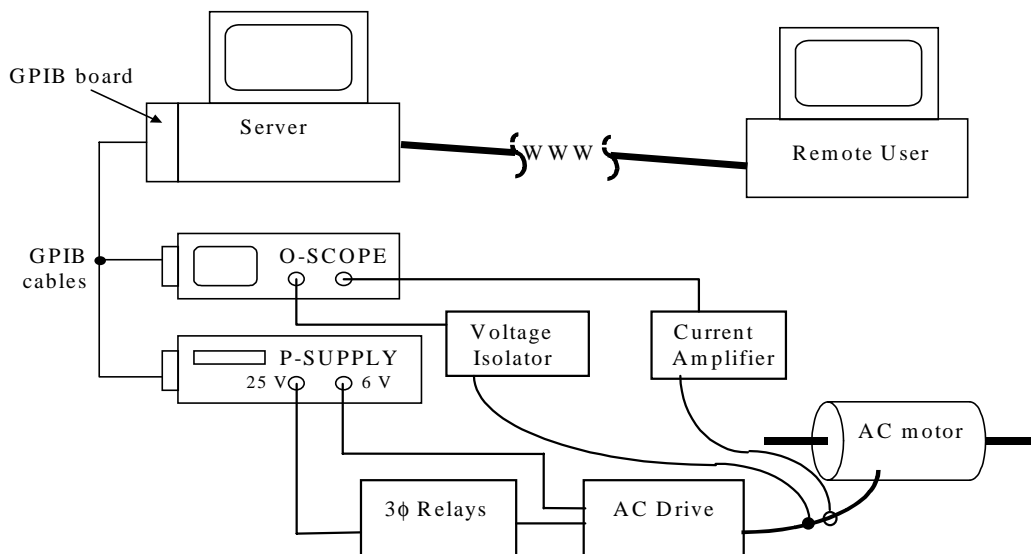 GPIB board
Server
WWW
Remote User
GPIB
cables
O-SCOPE
P-SUPPLY
25 V
6 V
Voltage
Isolator
Current
Amplifier
AC motor
3ϕ Relays
AC Drive